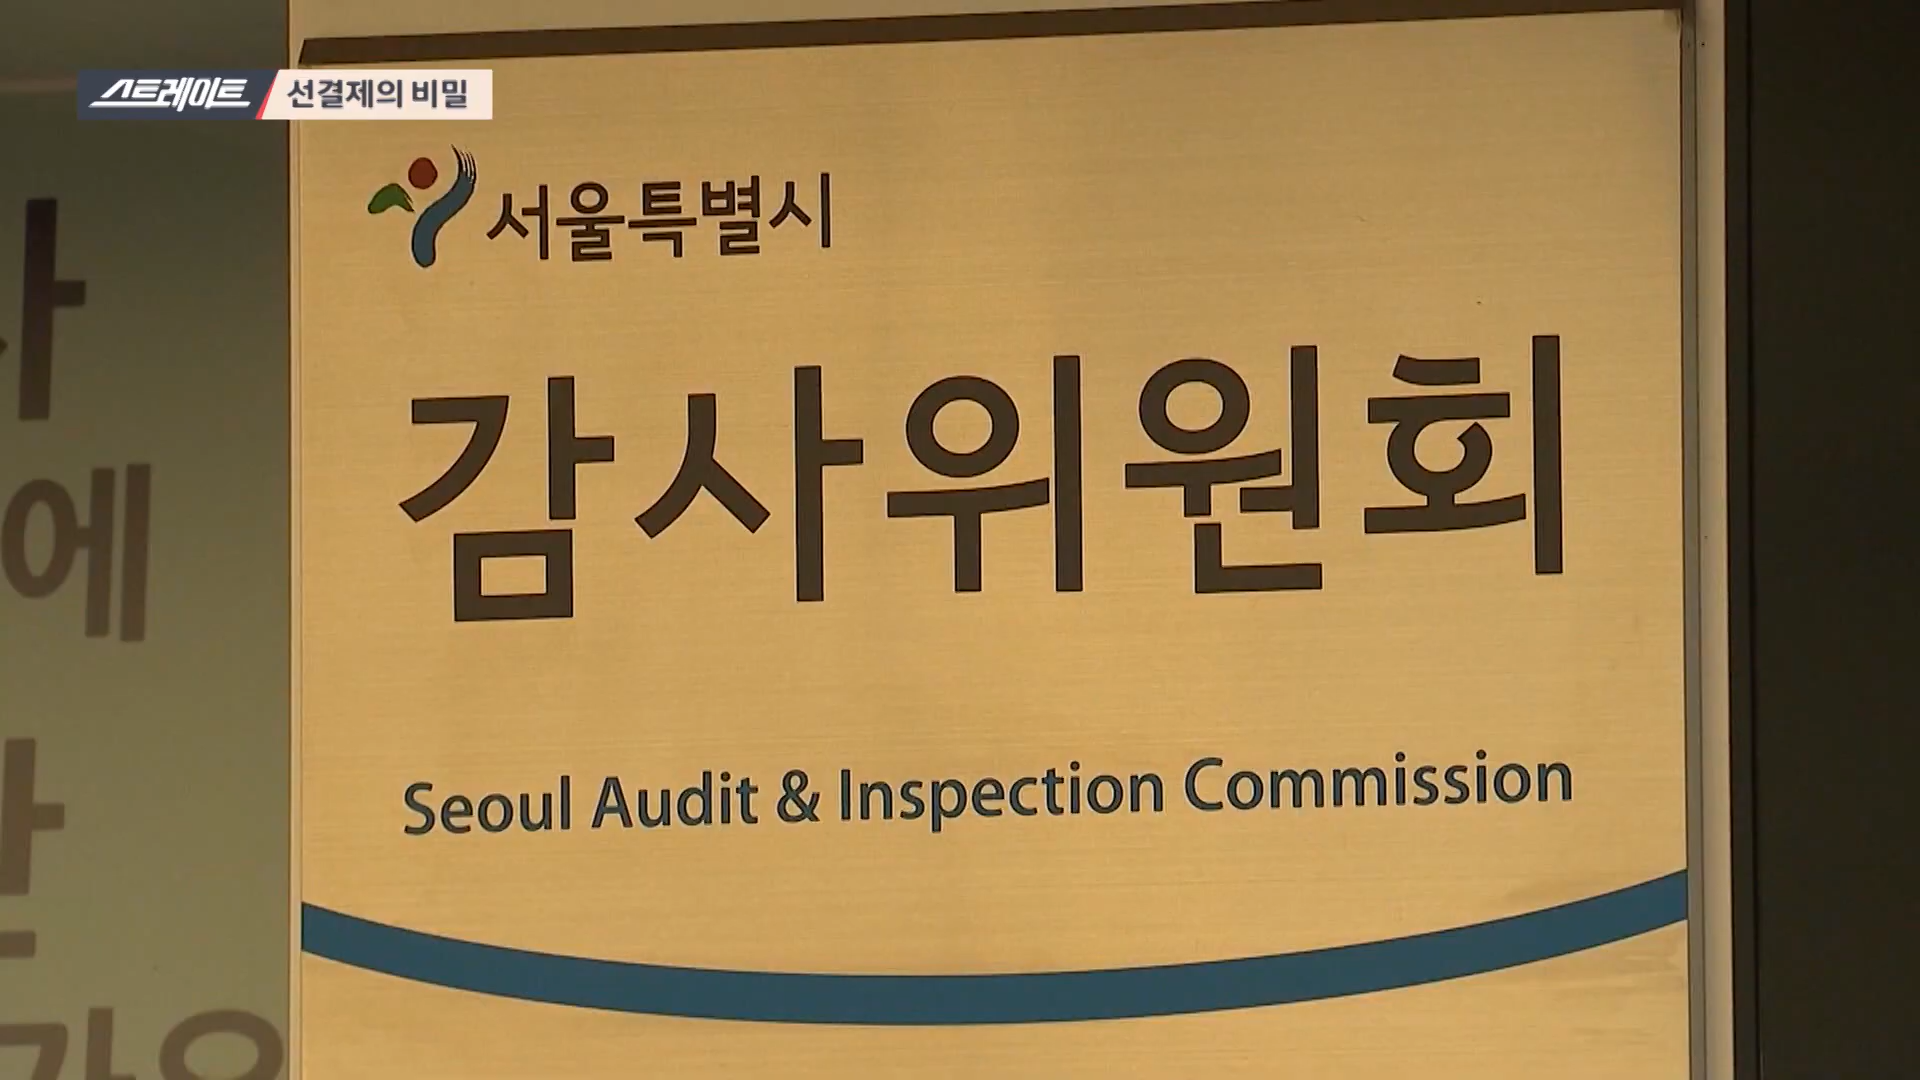 스트레이트 선결제의 비밀
서울특별시
감사위원회
Seoul Audit & Inspection Commission
에